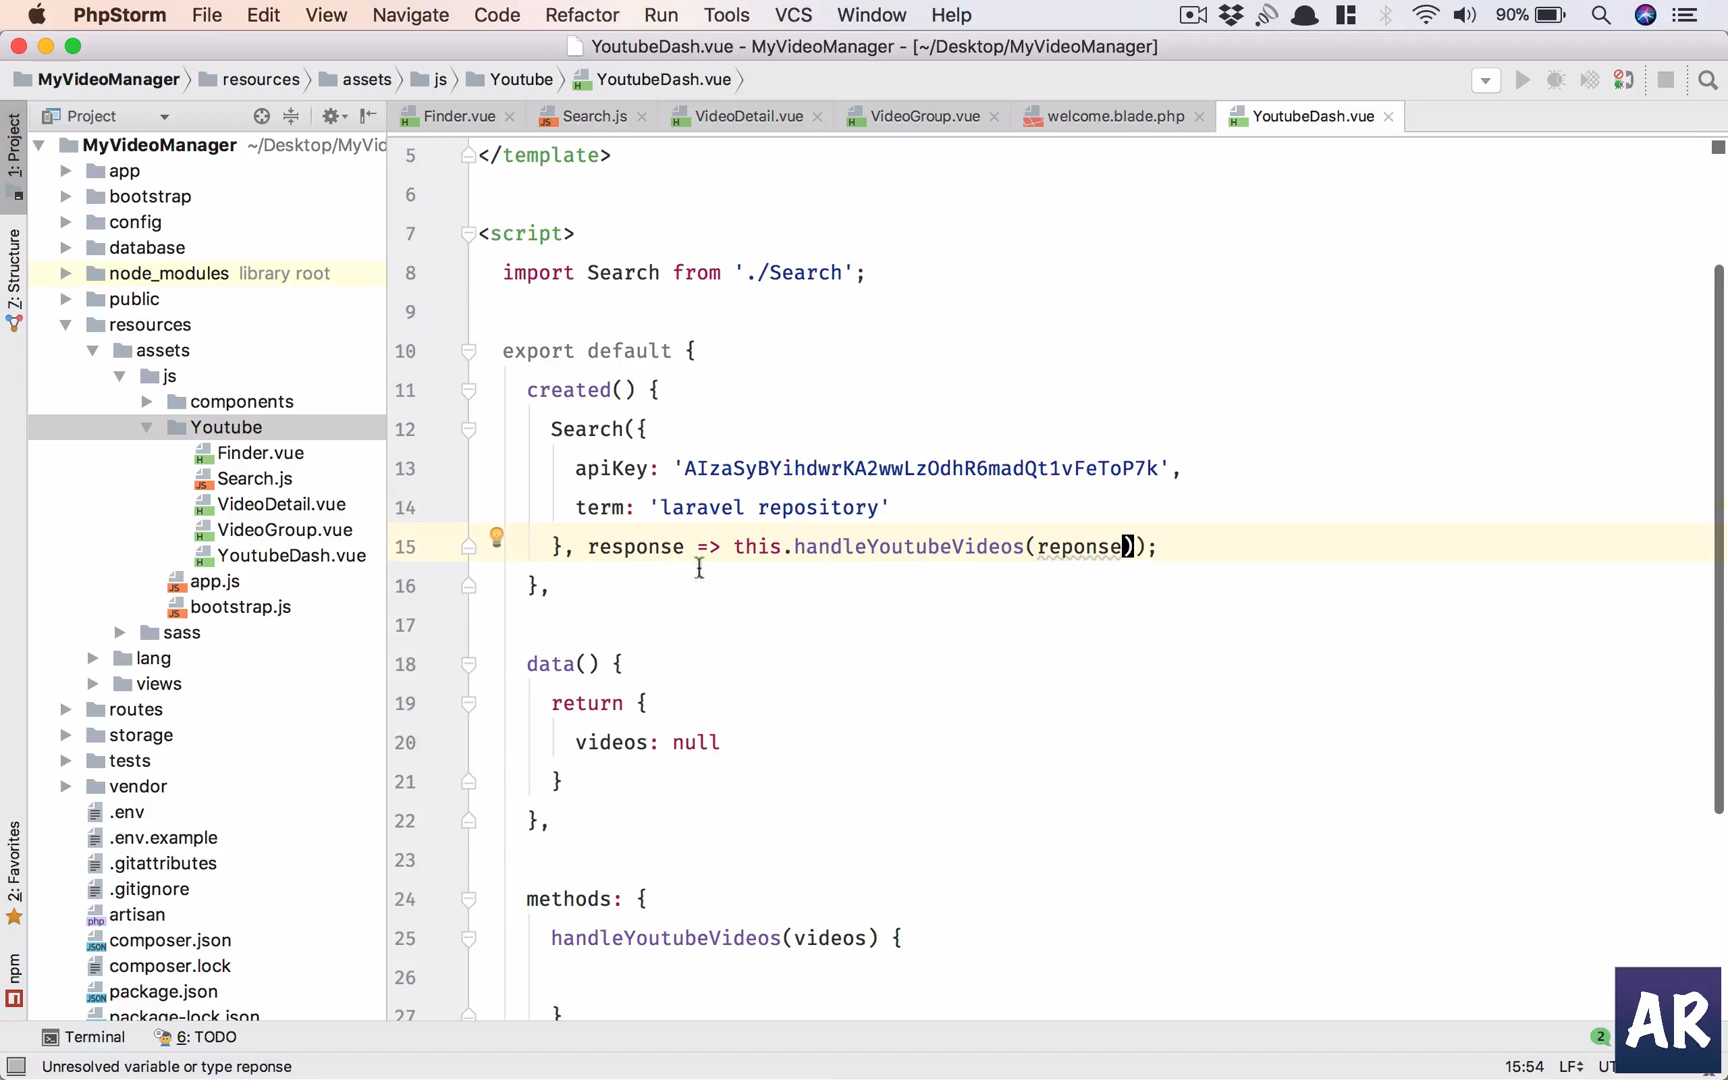 PhpStorm File Edit View Navigate Code Refactor Run Tools VCS Window Help 90%
YoutubeDash.vue - MyVideoManager - [~/Desktop/MyVideoManager]
MyVideoManager resources assets js Youtube YoutubeDash.vue
Project
Finder.vue Search.js VideoDetail.vue VideoGroup.vue welcome.blade.php YoutubeDash.vue
1: Project
7: Structure
2: Favorites
npm
MyVideoManager ~/Desktop/MyVid
app
bootstrap
config
database
node_modules library root
public
resources
assets
js
components
Youtube
Finder.vue
Search.js
VideoDetail.vue
VideoGroup.vue
YoutubeDash.vue
app.js
bootstrap.js
sass
lang
views
routes
storage
tests
vendor
.env
.env.example
.gitattributes
.gitignore
artisan
composer.json
composer.lock
package.json
package-lock.json
5 </template>
6
7 <script>
8 import Search from './Search';
9
10 export default {
11 created() {
12 Search({
13 apiKey: 'AIzaSyBYihdwrKA2wwLzOdhR6madQt1vFeToP7k',
14 term: 'laravel repository'
15 }, response => this.handleYoutubeVideos(reponse));
16 },
17
18 data() {
19 return {
20 videos: null
21 }
22 },
23
24 methods: {
25 handleYoutubeVideos(videos) {
26
27 }
Terminal 6: TODO 2
Unresolved variable or type reponse 15:54 LF UT
AR